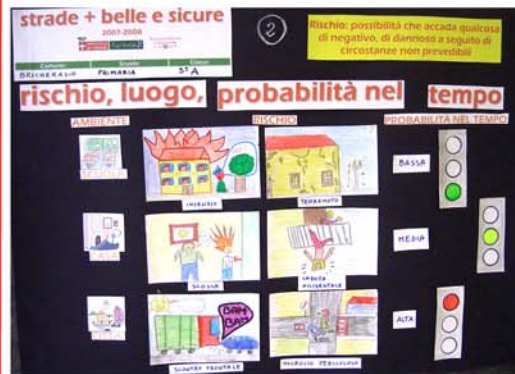 strade + belle e sicure
2007-2008
Comune:
Scuola:
Classe:
BRICHERASIO
PRIMARIA
5ª A
2
Rischio: possibilità che accada qualcosa
di negativo, di dannoso a seguito di
circostanze non prevedibili
rischio, luogo, probabilità nel tempo
AMBIENTE
RISCHIO
PROBABILITÀ NEL TEMPO
SCUOLA
INCENDIO
TERREMOTO
BASSA
CASA
SCOSSA
CADUTA ACCIDENTALE
MEDIA
BAM
BAM
SCONTRO FRONTALE
INCROCIO PERICOLOSO
ALTA